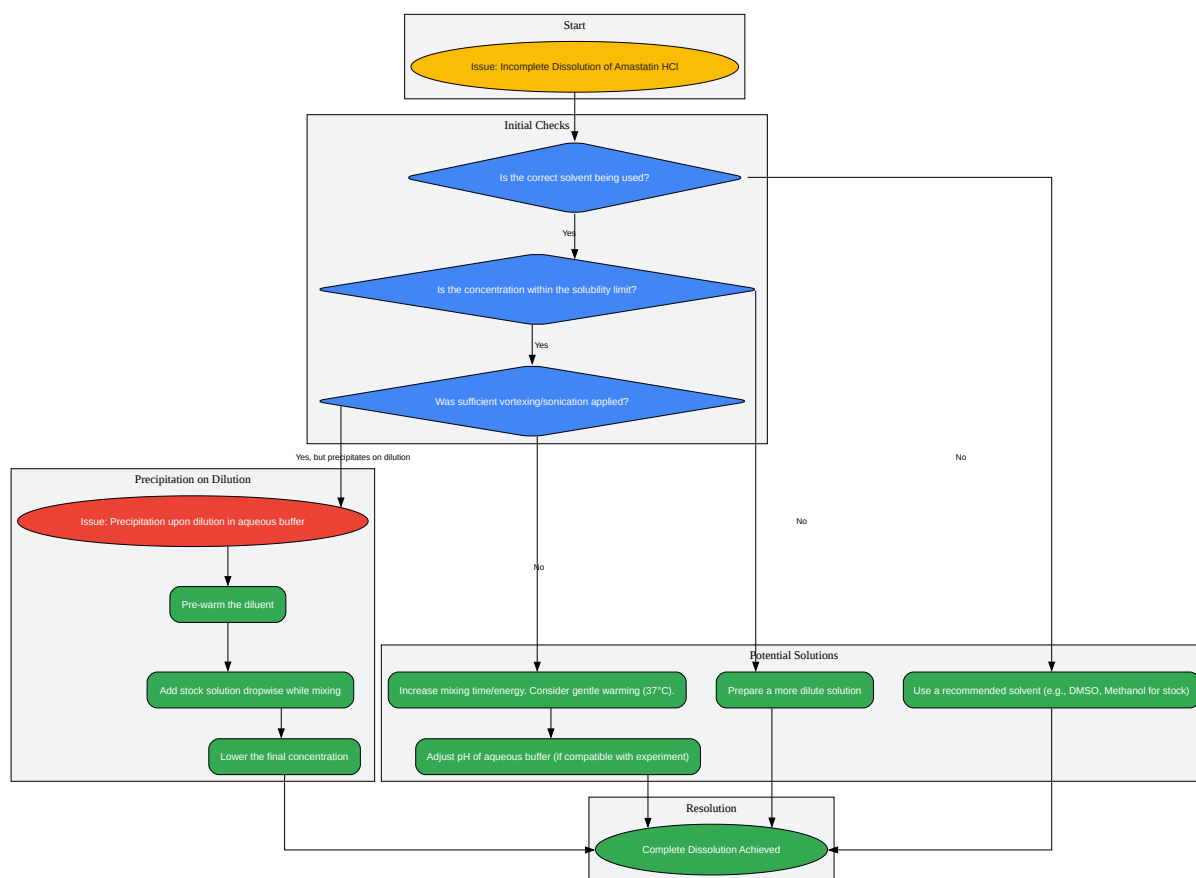 Start
Issue: Incomplete Dissolution of Amastatin HCl
Initial Checks
Is the correct solvent being used?
Yes
Is the concentration within the solubility limit?
Yes
Was sufficient vortexing/sonication applied?
Yes, but precipitates on dilution
No
Precipitation on Dilution
Issue: Precipitation upon dilution in aqueous buffer
No
No
Pre-warm the diluent
Potential Solutions
Add stock solution dropwise while mixing
Increase mixing time/energy. Consider gentle warming (37°C).
Prepare a more dilute solution
Use a recommended solvent (e.g., DMSO, Methanol for stock)
Lower the final concentration
Adjust pH of aqueous buffer (if compatible with experiment)
Resolution
Complete Dissolution Achieved